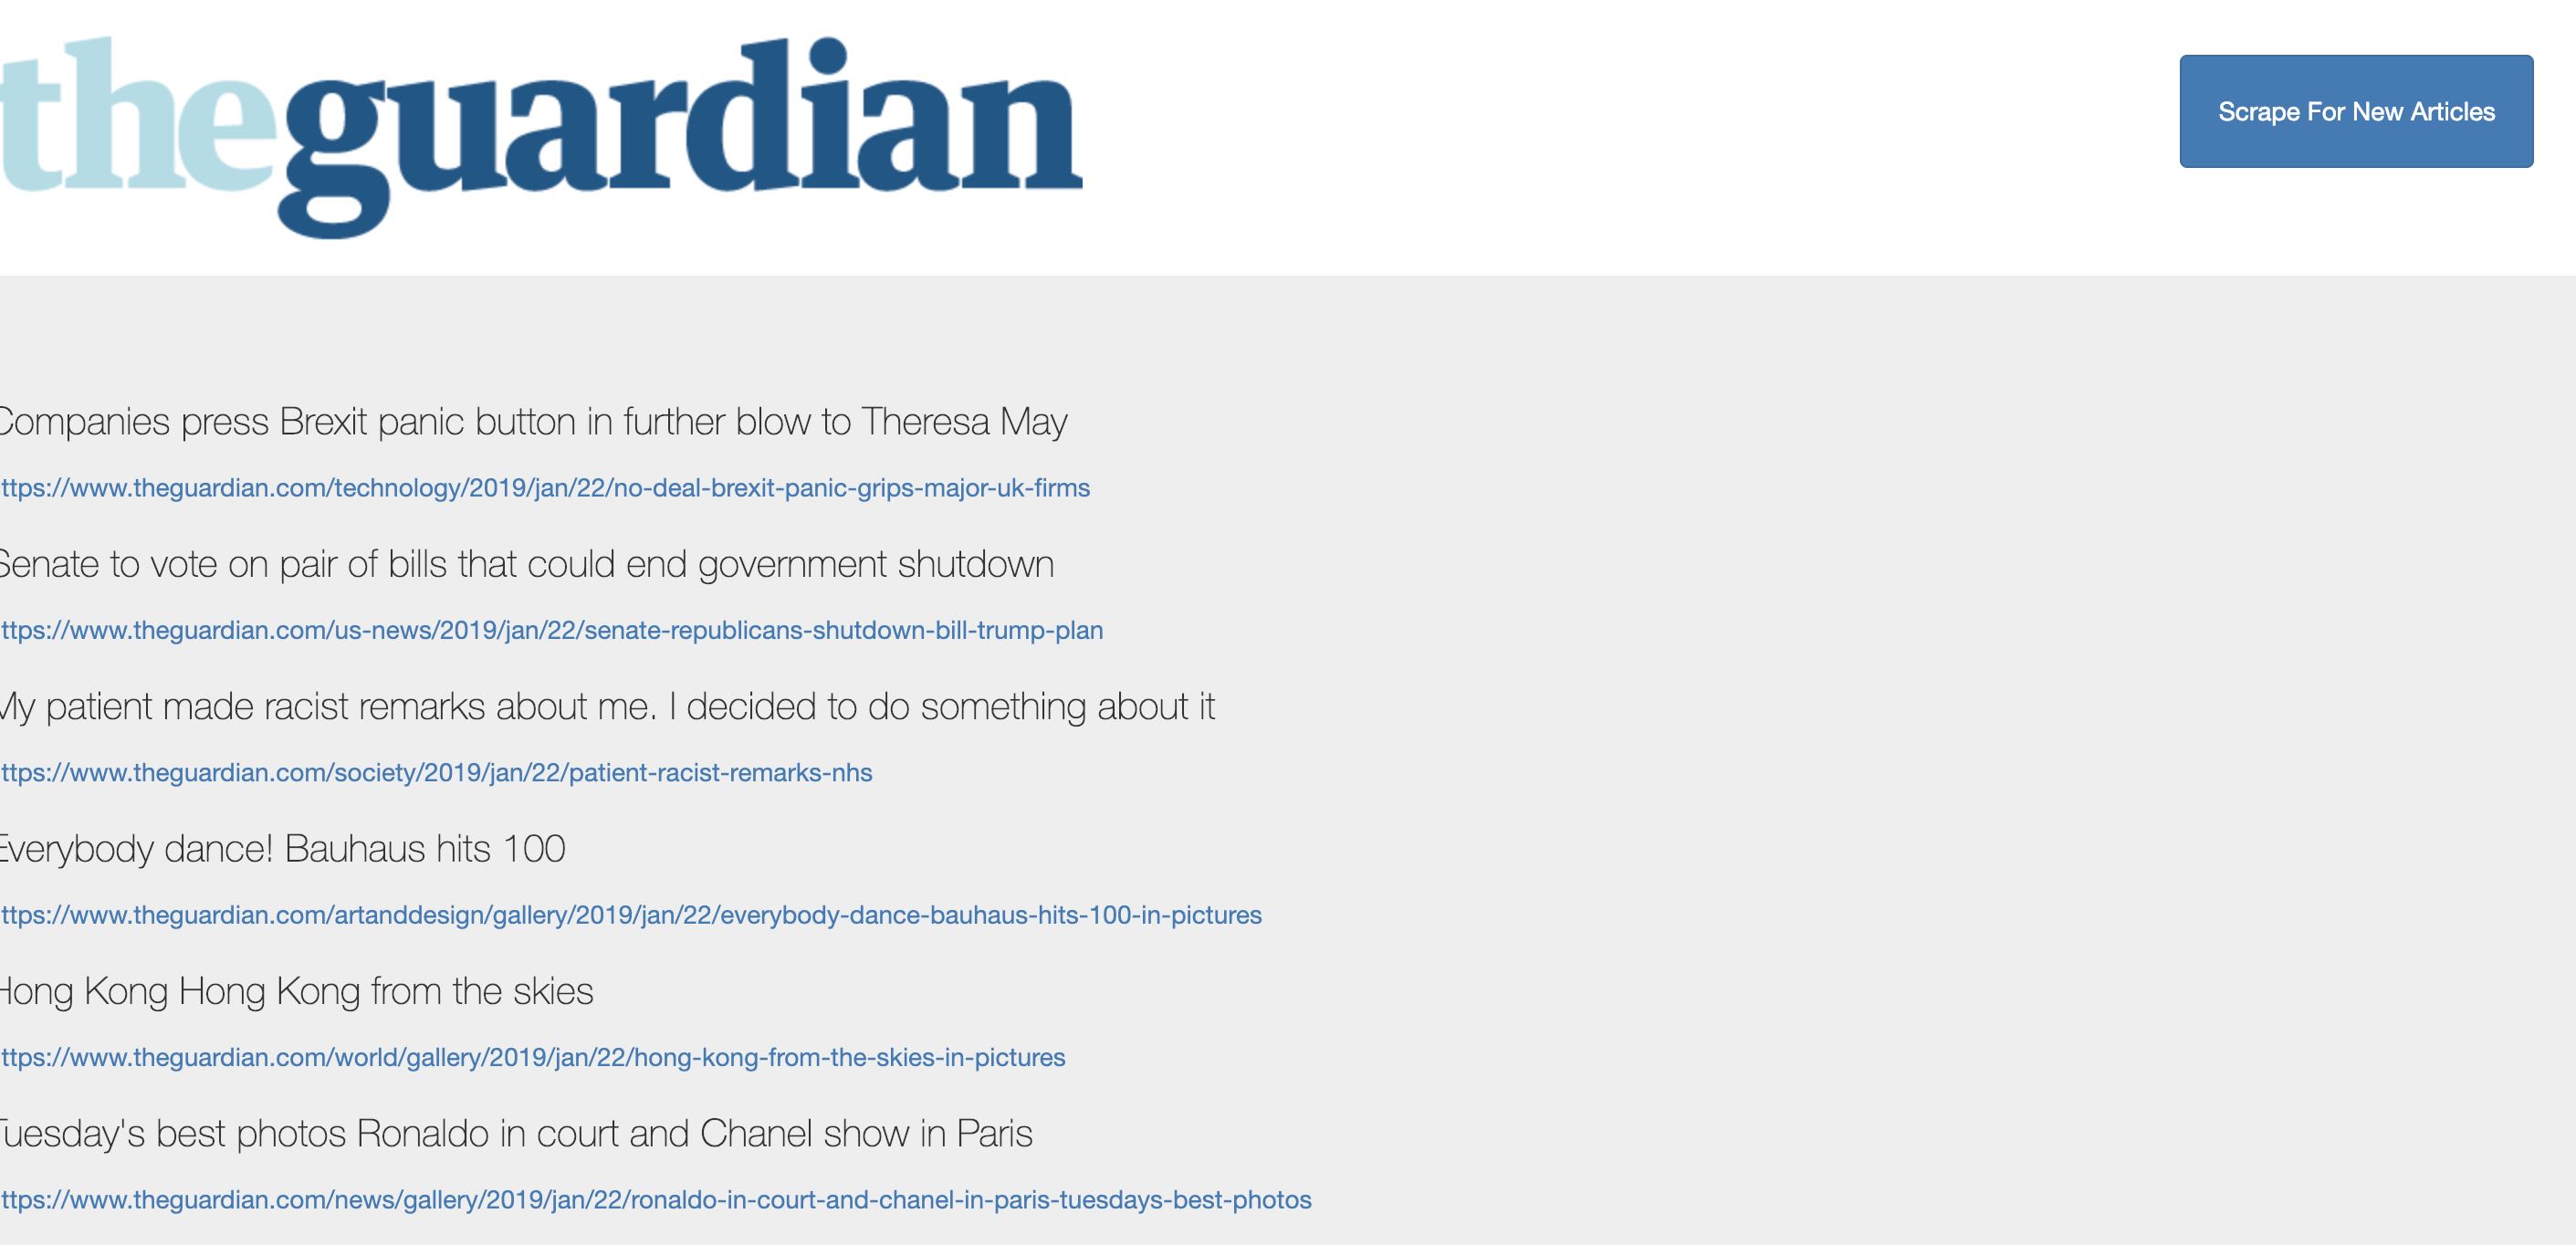 theguardian
Scrape For New Articles
Companies press Brexit panic button in further blow to Theresa May
ttps://www.theguardian.com/technology/2019/jan/22/no-deal-brexit-panic-grips-major-uk-firms
Senate to vote on pair of bills that could end government shutdown
ttps://www.theguardian.com/us-news/2019/jan/22/senate-republicans-shutdown-bill-trump-plan
My patient made racist remarks about me. I decided to do something about it
ttps://www.theguardian.com/society/2019/jan/22/patient-racist-remarks-nhs
Everybody dance! Bauhaus hits 100
ttps://www.theguardian.com/artanddesign/gallery/2019/jan/22/everybody-dance-bauhaus-hits-100-in-pictures
Hong Kong Hong Kong from the skies
ttps://www.theguardian.com/world/gallery/2019/jan/22/hong-kong-from-the-skies-in-pictures
Tuesday's best photos Ronaldo in court and Chanel show in Paris
ttps://www.theguardian.com/news/gallery/2019/jan/22/ronaldo-in-court-and-chanel-in-paris-tuesdays-best-photos